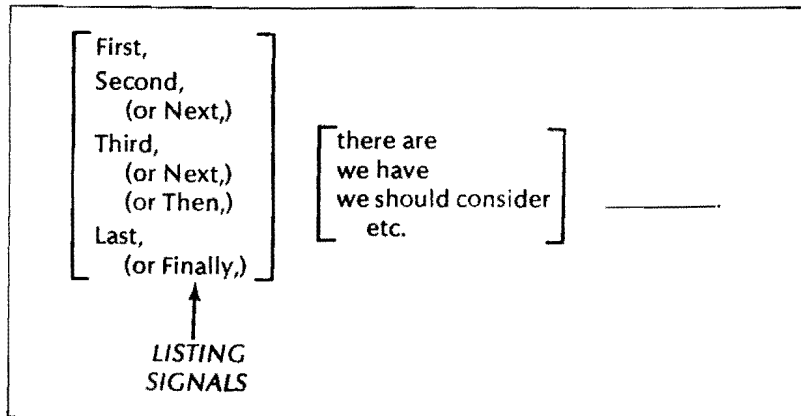 First,
Second,
(or Next,)
Third,
(or Next,)
(or Then,)
Last,
(or Finally,)
there are
we have
we should consider
etc.
LISTING
SIGNALS